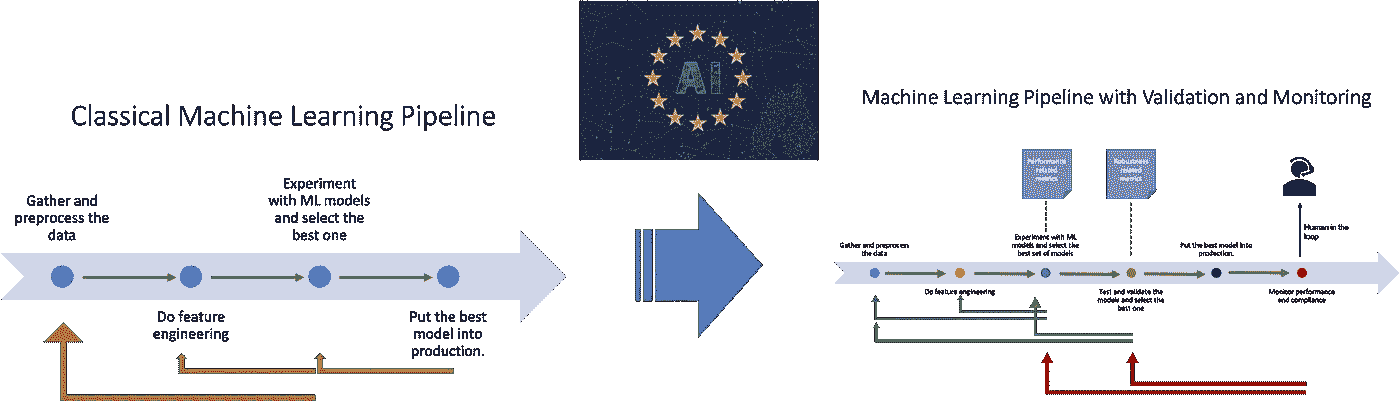 Classical Machine Learning Pipeline
Gather and
preprocess the
data
Experiment
with ML models
and select the
best one
Do feature
engineering
Put the best
model into
production.
AI
Machine Learning Pipeline with Validation and Monitoring
Performance
related
metrics
Robustness
related
metrics
Human in the
loop
Gather and preprocess
the data
Experiment with ML
models and select the
best set of models
Put the best model into
production.
Do feature engineering
Test and validate the
models and select the
best one
Monitor performance
and compliance